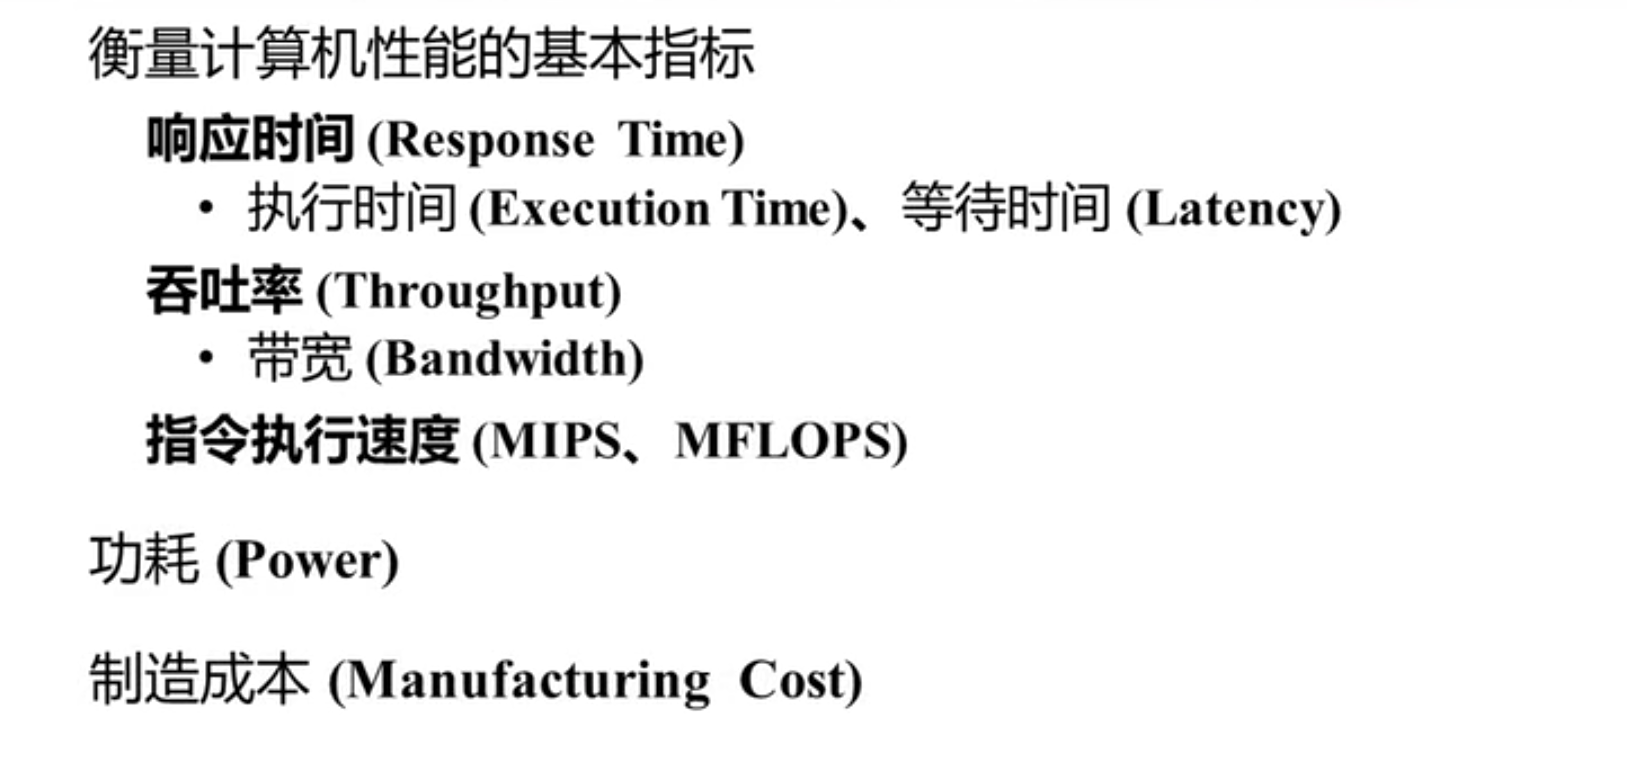 衡量计算机性能的基本指标
响应时间 (Response Time)
• 执行时间 (Execution Time)、等待时间 (Latency)
吞吐率 (Throughput)
• 带宽 (Bandwidth)
指令执行速度 (MIPS、MFLOPS)
功耗 (Power)
制造成本 (Manufacturing Cost)